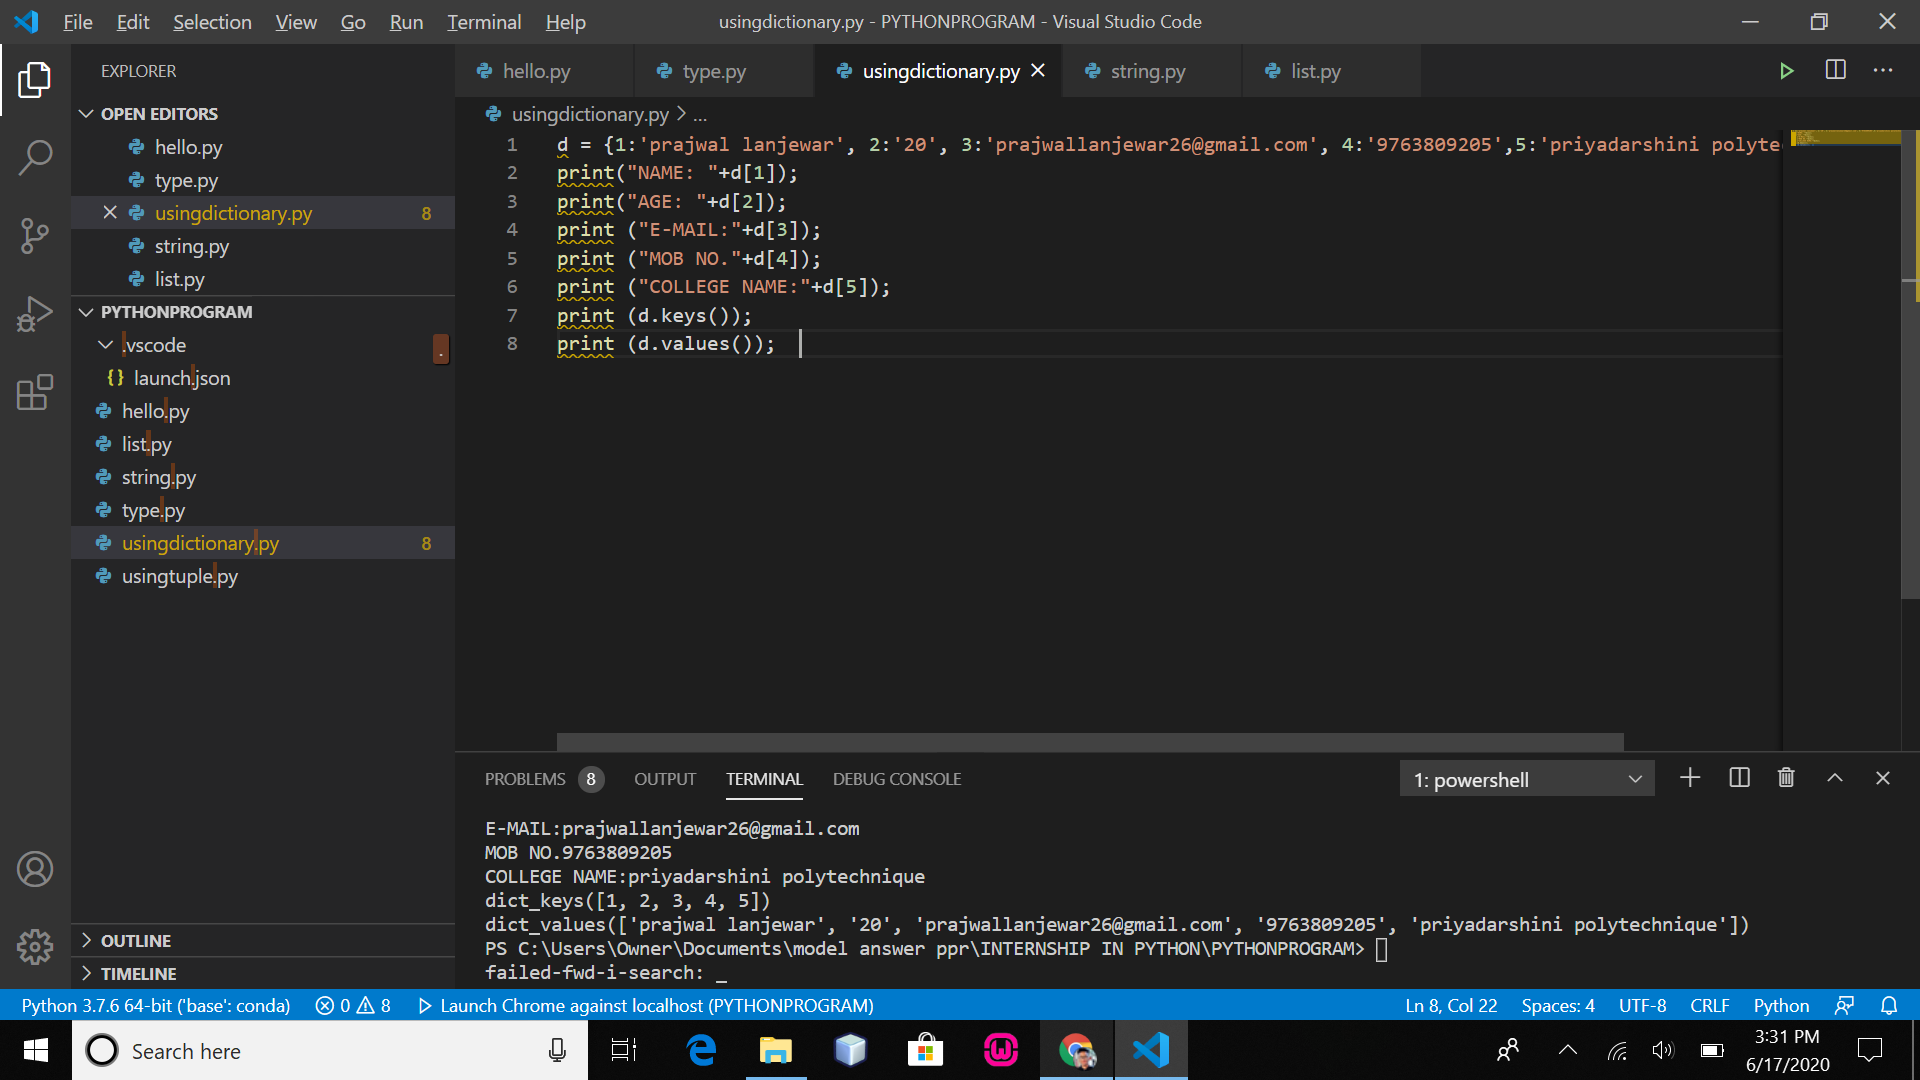 File Edit Selection View Go Run Terminal Help
usingdictionary.py - PYTHONPROGRAM - Visual Studio Code
EXPLORER
OPEN EDITORS
hello.py
type.py
usingdictionary.py 8
string.py
list.py
PYTHONPROGRAM
.vscode
.
launch.json
hello.py
list.py
string.py
type.py
usingdictionary.py 8
usingtuple.py
OUTLINE
TIMELINE
hello.py type.py usingdictionary.py string.py list.py
usingdictionary.py > ...
1 d = {1:'prajwal lanjewar', 2:'20', 3:'prajwallanjewar26@gmail.com', 4:'9763809205',5:'priyadarshini polyte
2 print("NAME: "+d[1]);
3 print("AGE: "+d[2]);
4 print ("E-MAIL:"+d[3]);
5 print ("MOB NO."+d[4]);
6 print ("COLLEGE NAME:"+d[5]);
7 print (d.keys());
8 print (d.values());
PROBLEMS 8 OUTPUT TERMINAL DEBUG CONSOLE
1: powershell
E-MAIL:prajwallanjewar26@gmail.com
MOB NO.9763809205
COLLEGE NAME:priyadarshini polytechnique
dict_keys([1, 2, 3, 4, 5])
dict_values(['prajwal lanjewar', '20', 'prajwallanjewar26@gmail.com', '9763809205', 'priyadarshini polytechnique'])
PS C:\Users\Owner\Documents\model answer ppr\INTERNSHIP IN PYTHON\PYTHONPROGRAM>
failed-fwd-i-search: _
Python 3.7.6 64-bit ('base': conda) 0 8 Launch Chrome against localhost (PYTHONPROGRAM)
Ln 8, Col 22 Spaces: 4 UTF-8 CRLF Python
Search here
3:31 PM
6/17/2020